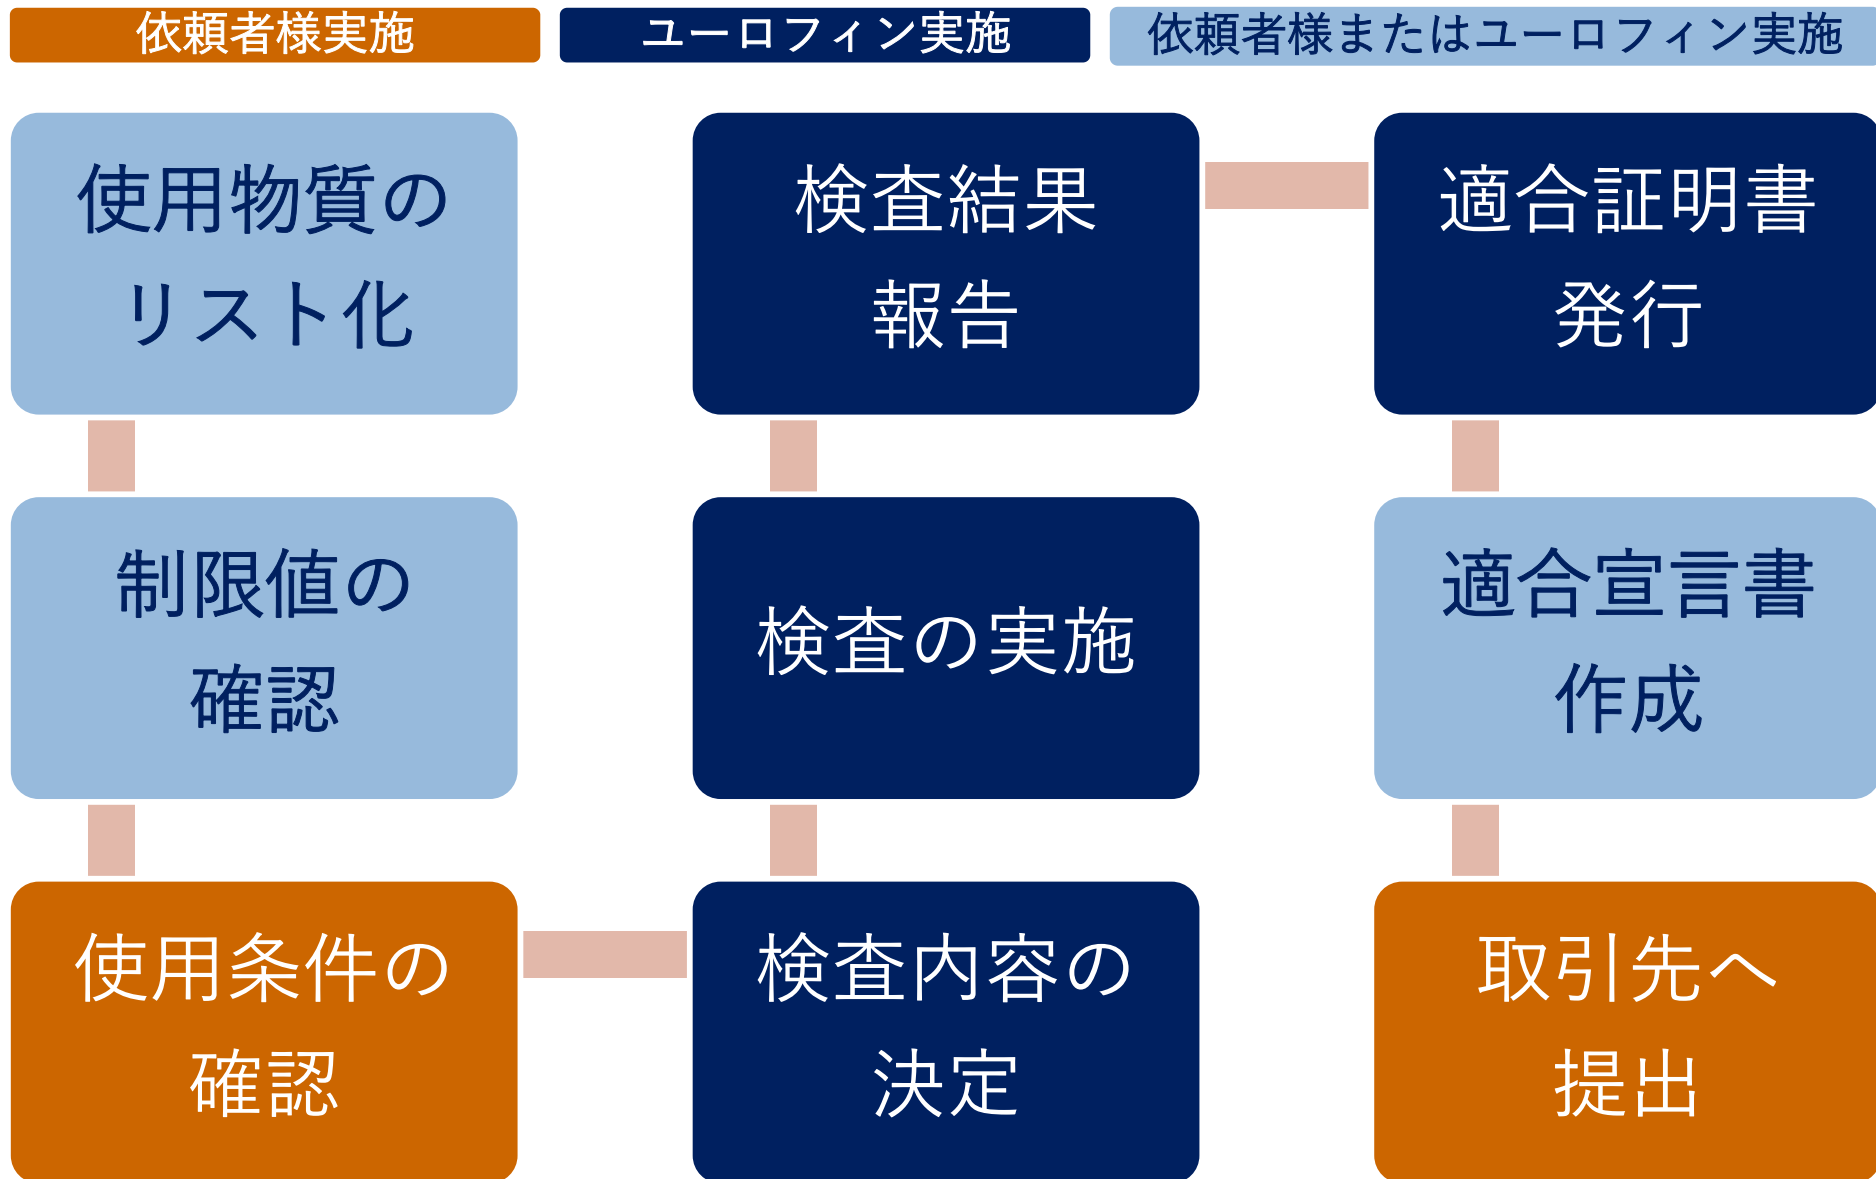 依頼者様実施
ユーロフィン実施
依頼者様またはユーロフィン実施
使用物質の
リスト化
制限値の
確認
使用条件の
確認
検査内容の
決定
検査の実施
検査結果
報告
適合証明書
発行
適合宣言書
作成
取引先へ
提出